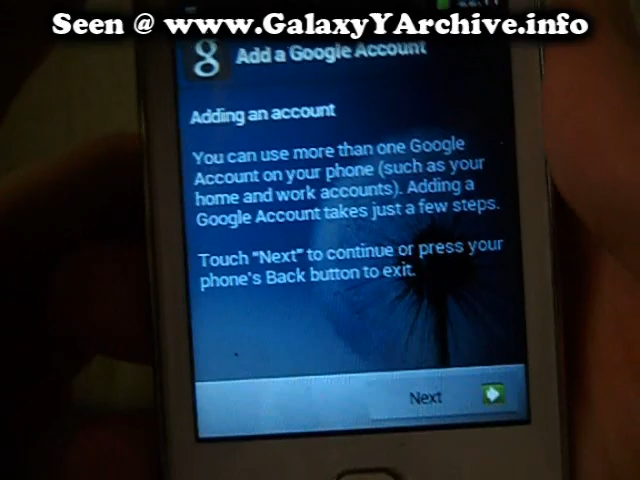 Seen @ www.GalaxyYArchive.info
g Add a Google Account
Adding an account
You can use more than one Google
Account on your phone (such as your
home and work accounts). Adding a
Google Account takes just a few steps.
Touch "Next" to continue or press your
phone's Back button to exit.
Next